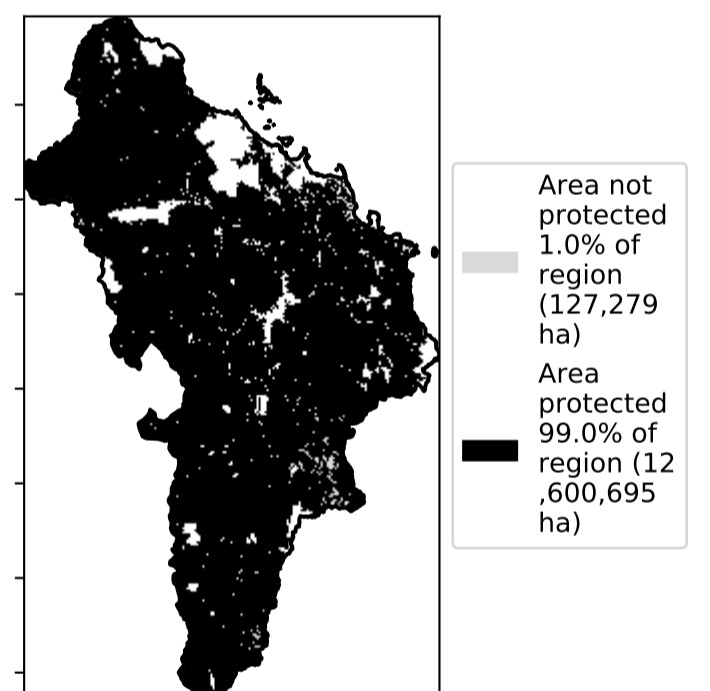 Area not
protected
1.0% of
region
(127,279
ha)
Area
protected
99.0% of
region (12
,600,695
ha)